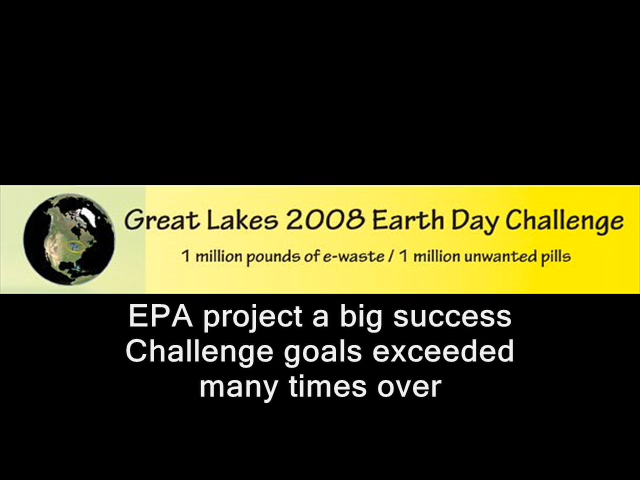 Great Lakes 2008 Earth Day Challenge
1 million pounds of e-waste / 1 million unwanted pills
EPA project a big success
Challenge goals exceeded
many times over